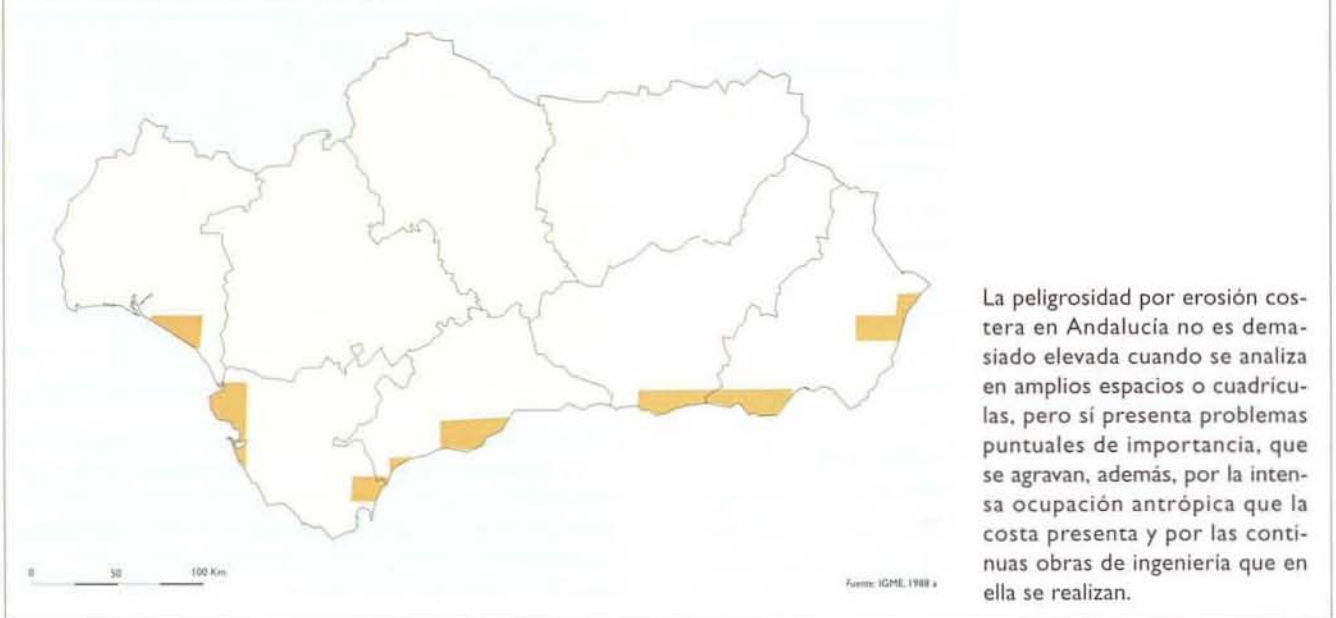 La peligrosidad por erosión cos-
tera en Andalucía no es dema-
siado elevada cuando se analiza
en amplios espacios o cuadrícu-
las, pero sí presenta problemas
puntuales de importancia, que
se agravan, además, por la inten-
sa ocupación antrópica que la
costa presenta y por las conti-
nuas obras de ingeniería que en
ella se realizan.
0 50 100 Km
Fuente: IGME, 1988 a